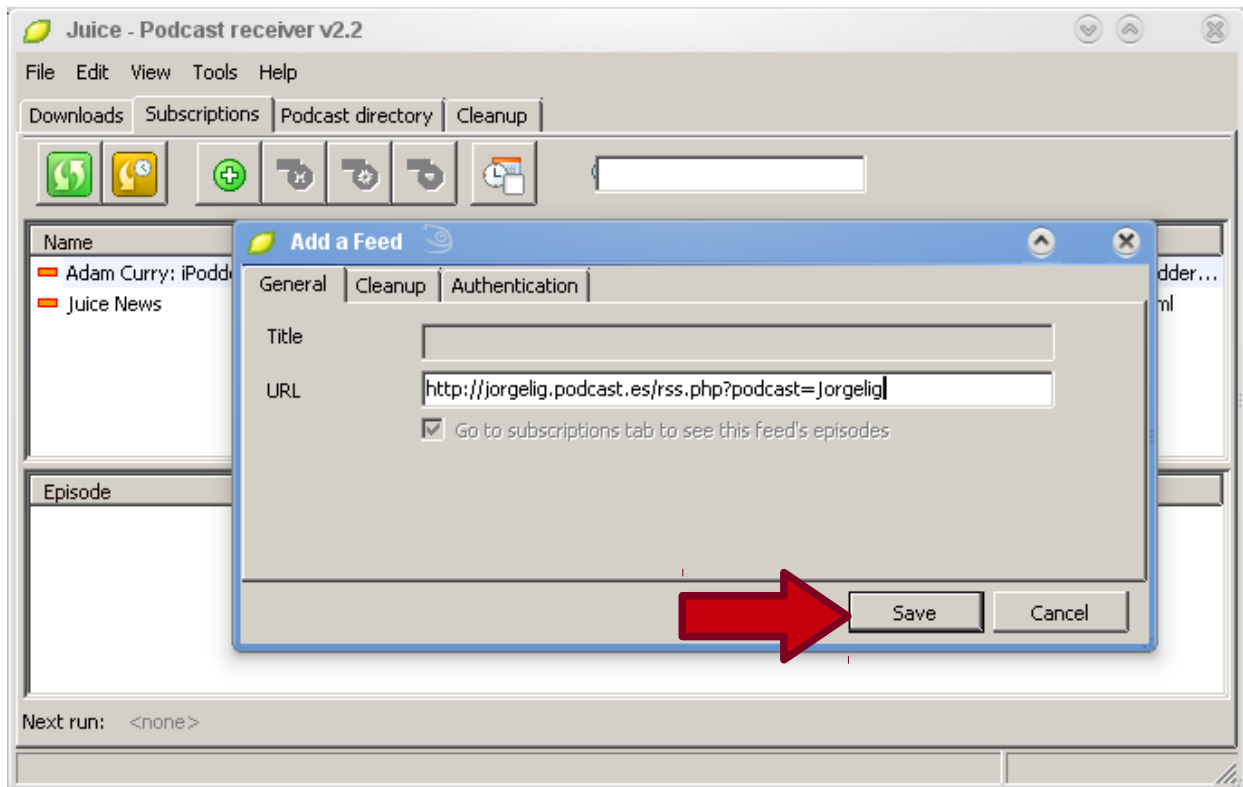 Juice - Podcast receiver v2.2
File Edit View Tools Help
Downloads Subscriptions Podcast directory Cleanup
Name
Adam Curry: iPodd
dder...
Juice News
ml
Add a Feed
General Cleanup Authentication
Title
URL http://jorgelig.podcast.es/rss.php?podcast=Jorgelig
Go to subscriptions tab to see this feed's episodes
Save Cancel
Episode
Next run: <none>